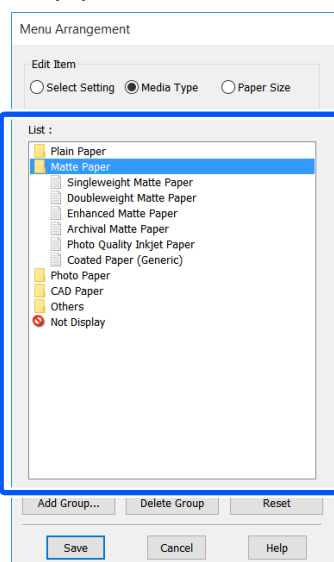 Menu Arrangement
Edit Item
Select Setting Media Type Paper Size
List :
Plain Paper
Matte Paper
Singleweight Matte Paper
Doubleweight Matte Paper
Enhanced Matte Paper
Archival Matte Paper
Photo Quality Inkjet Paper
Coated Paper (Generic)
Photo Paper
CAD Paper
Others
Not Display
Add Group... Delete Group Reset
Save Cancel Help